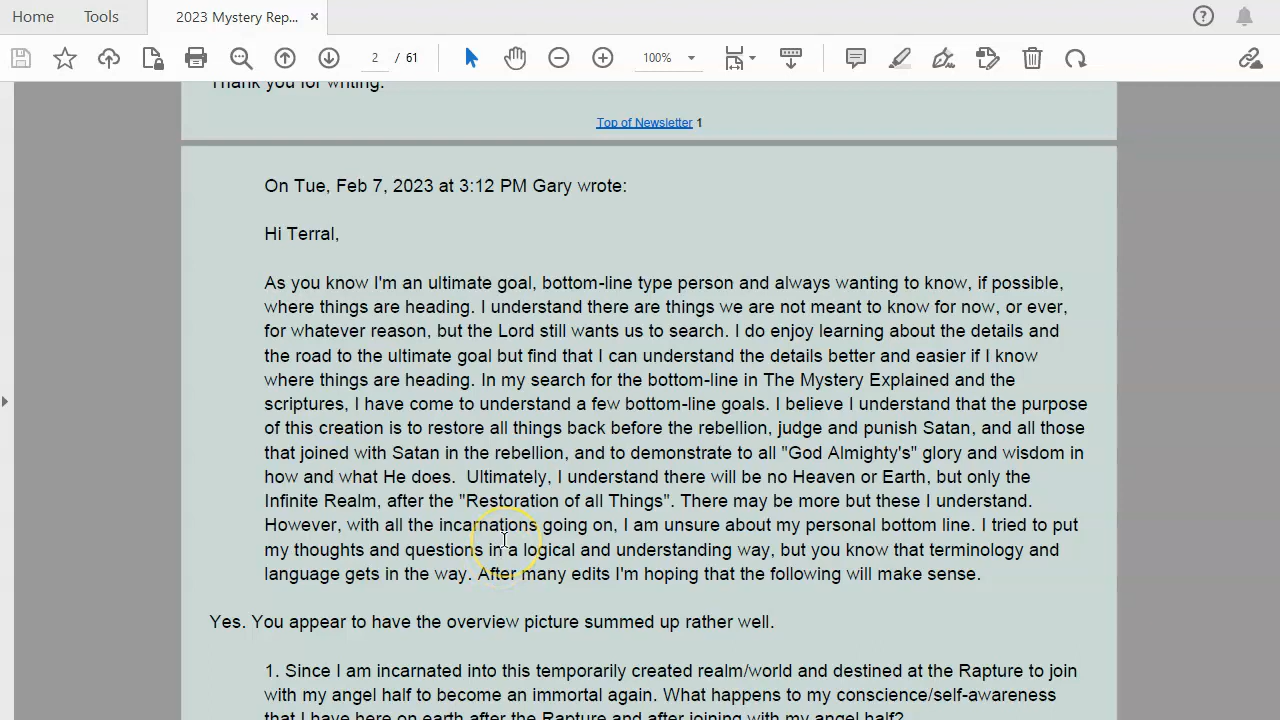 Home
Tools
2023 Mystery Rep...
2 / 61
100%
Thank you for writing.
Top of Newsletter 1
On Tue, Feb 7, 2023 at 3:12 PM Gary wrote:
Hi Terral,
As you know I'm an ultimate goal, bottom-line type person and always wanting to know, if possible,
where things are heading. I understand there are things we are not meant to know for now, or ever,
for whatever reason, but the Lord still wants us to search. I do enjoy learning about the details and
the road to the ultimate goal but find that I can understand the details better and easier if I know
where things are heading. In my search for the bottom-line in The Mystery Explained and the
scriptures, I have come to understand a few bottom-line goals. I believe I understand that the purpose
of this creation is to restore all things back before the rebellion, judge and punish Satan, and all those
that joined with Satan in the rebellion, and to demonstrate to all "God Almighty's" glory and wisdom in
how and what He does.  Ultimately, I understand there will be no Heaven or Earth, but only the
Infinite Realm, after the "Restoration of all Things". There may be more but these I understand.
However, with all the incarnations going on, I am unsure about my personal bottom line. I tried to put
my thoughts and questions in a logical and understanding way, but you know that terminology and
language gets in the way. After many edits I'm hoping that the following will make sense.
Yes. You appear to have the overview picture summed up rather well.
1. Since I am incarnated into this temporarily created realm/world and destined at the Rapture to join
with my angel half to become an immortal again. What happens to my conscience/self-awareness
that I have here on earth after the Rapture and after joining with my angel half?